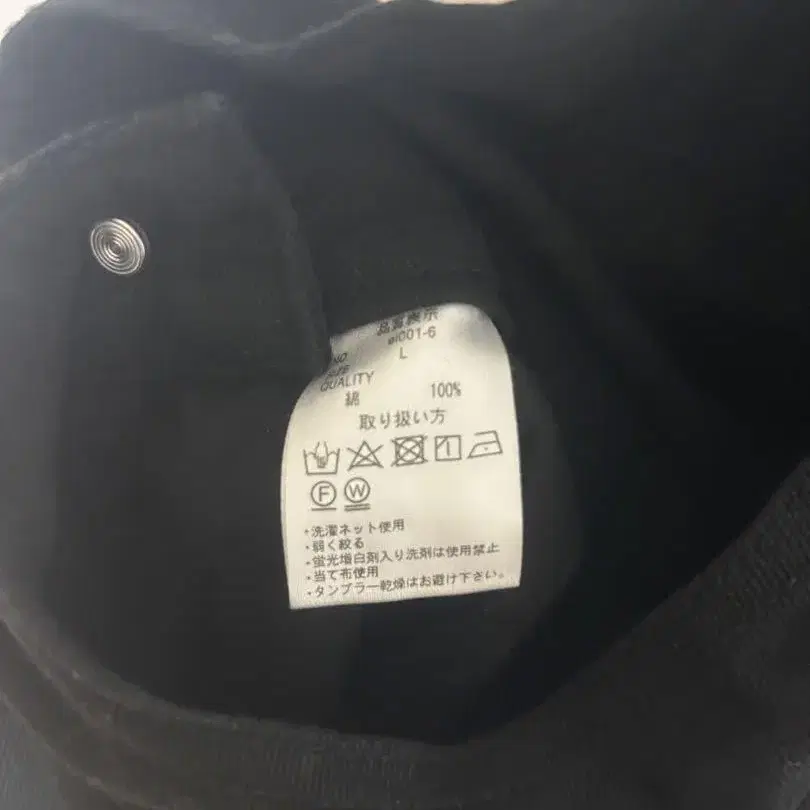 品質表示
NO ei001-6
SIZE L
QUALITY
綿 100%
取り扱い方
F W
・洗濯ネット使用
・弱く絞る
・蛍光増白剤入り洗剤は使用禁止
・当て布使用
・タンブラー乾燥はお避け下さい。